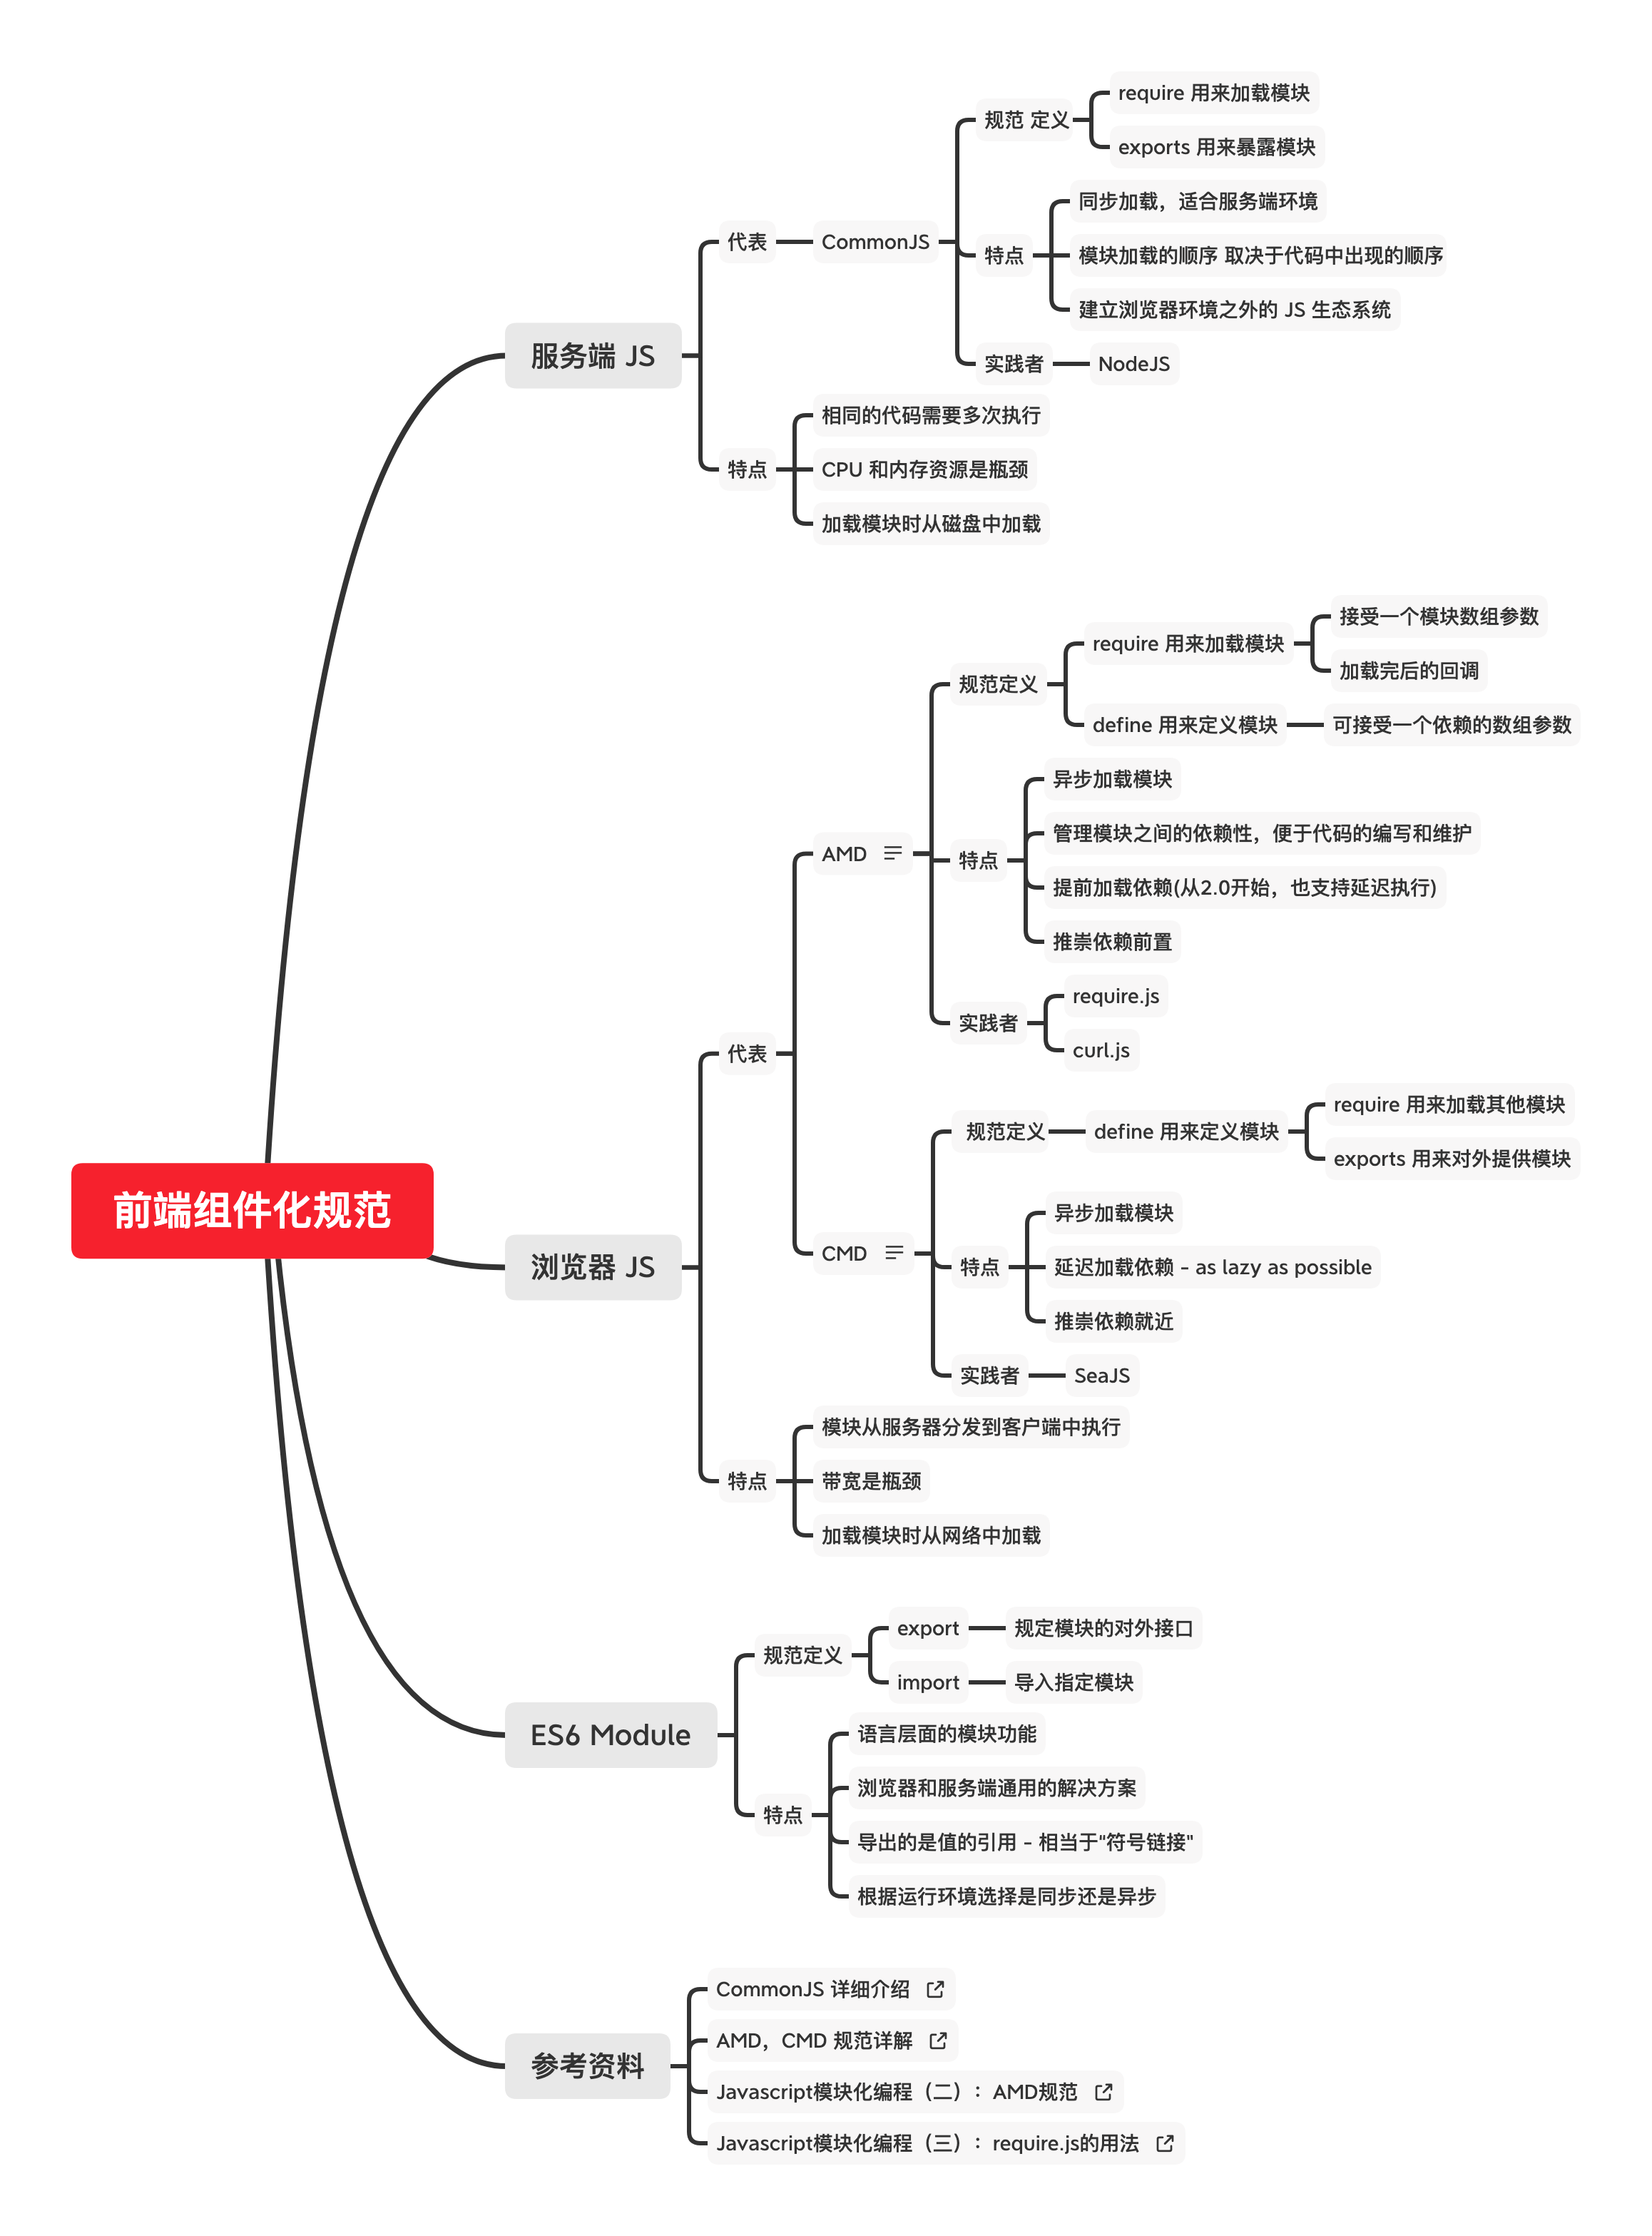 前端组件化规范
服务端 JS
代表
CommonJS
规范 定义
require 用来加载模块
exports 用来暴露模块
特点
同步加载，适合服务端环境
模块加载的顺序 取决于代码中出现的顺序
建立浏览器环境之外的 JS 生态系统
实践者
NodeJS
特点
相同的代码需要多次执行
CPU 和内存资源是瓶颈
加载模块时从磁盘中加载
浏览器 JS
代表
AMD
规范定义
require 用来加载模块
接受一个模块数组参数
加载完后的回调
define 用来定义模块
可接受一个依赖的数组参数
特点
异步加载模块
管理模块之间的依赖性，便于代码的编写和维护
提前加载依赖(从2.0开始，也支持延迟执行)
推崇依赖前置
实践者
require.js
curl.js
CMD
规范定义
define 用来定义模块
require 用来加载其他模块
exports 用来对外提供模块
特点
异步加载模块
延迟加载依赖 - as lazy as possible
推崇依赖就近
实践者
SeaJS
特点
模块从服务器分发到客户端中执行
带宽是瓶颈
加载模块时从网络中加载
ES6 Module
规范定义
export
规定模块的对外接口
import
导入指定模块
特点
语言层面的模块功能
浏览器和服务端通用的解决方案
导出的是值的引用 - 相当于"符号链接"
根据运行环境选择是同步还是异步
参考资料
CommonJS 详细介绍
AMD，CMD 规范详解
Javascript模块化编程（二）：AMD规范
Javascript模块化编程（三）：require.js的用法